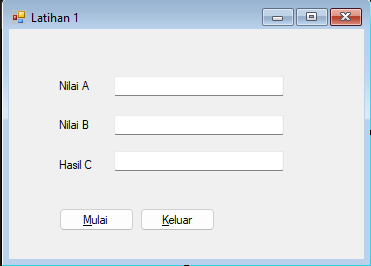 Latihan 1
Nilai A
Nilai B
Hasil C
Mulai Keluar